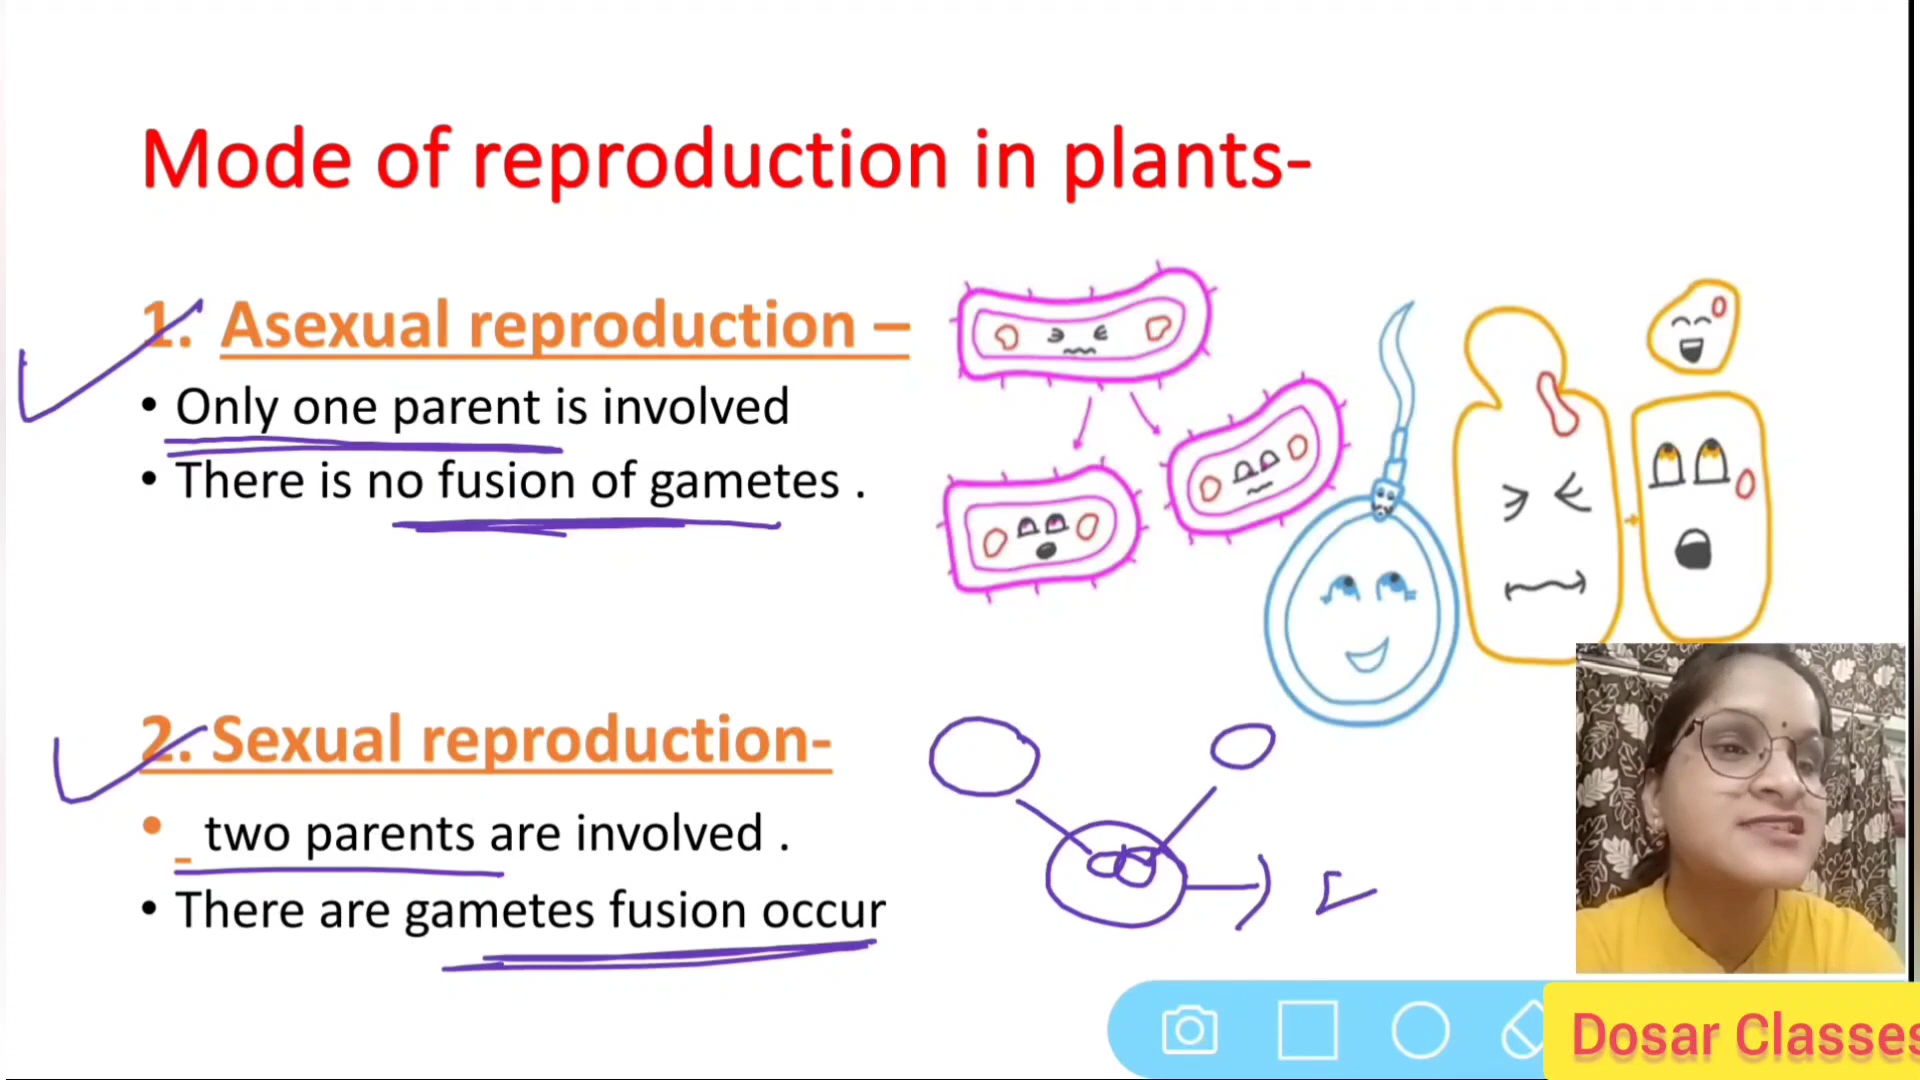 Mode of reproduction in plants-
1. Asexual reproduction –
• Only one parent is involved
• There is no fusion of gametes .
2. Sexual reproduction-
• two parents are involved .
• There are gametes fusion occur
Dosar Classes